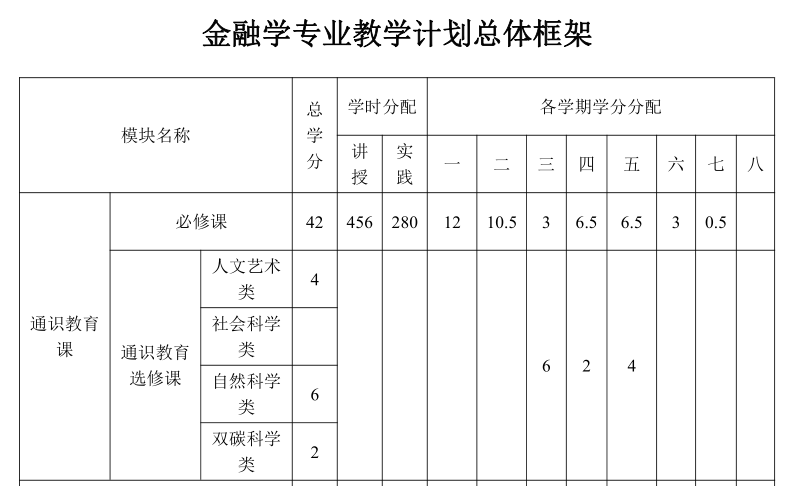 金融学专业教学计划总体框架
模块名称 总学分 学时分配 各学期学分分配
讲授 实践 一 二 三 四 五 六 七 八
通识教育课 必修课 42 456 280 12 10.5 3 6.5 6.5 3 0.5
通识教育选修课 人文艺术类 4 6 2 4
社会科学类
自然科学类 6
双碳科学类 2